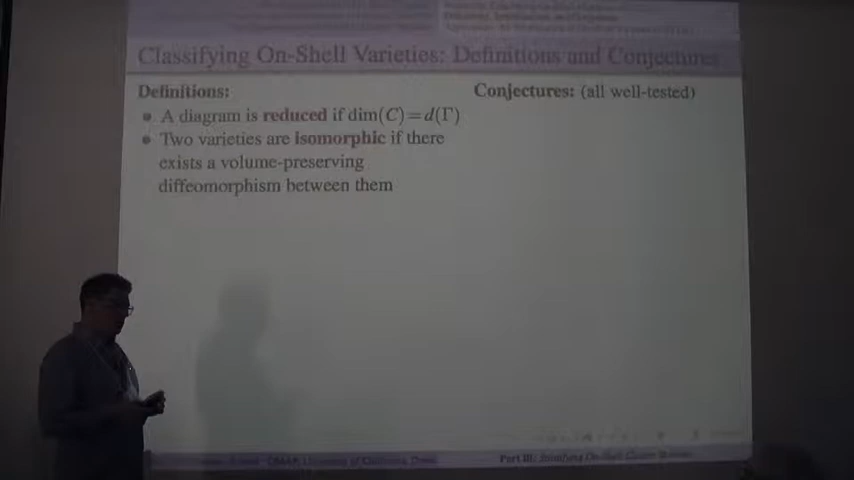 Classifying On-Shell Varieties: Definitions and Conjectures
Definitions:
• A diagram is reduced if dim(C)=d(Γ)
• Two varieties are isomorphic if there
exists a volume-preserving
diffeomorphism between them
Conjectures: (all well-tested)
Part III: